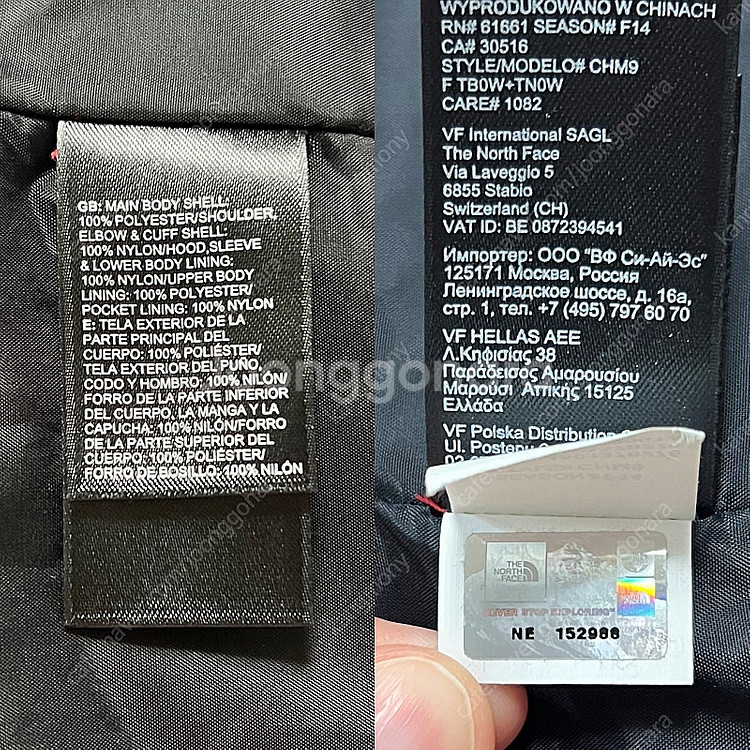 GB: MAIN BODY SHELL:
100% POLYESTER/SHOULDER,
ELBOW & CUFF SHELL:
100% NYLON/HOOD,SLEEVE
& LOWER BODY LINING:
100% NYLON/UPPER BODY
LINING: 100% POLYESTER/
POCKET LINING: 100% NYLON
E: TELA EXTERIOR DE LA
PARTE PRINCIPAL DEL
CUERPO: 100% POLIÉSTER/
TELA EXTERIOR DEL PUÑO,
CODO Y HOMBRO: 100% NILÓN/
FORRO DE LA PARTE INFERIOR
DEL CUERPO, LA MANGA Y LA
CAPUCHA: 100% NILÓN/FORRO
DE LA PARTE SUPERIOR DEL
CUERPO: 100% POLIÉSTER/
FORRO DE BOSILLO: 100% NILÓN
WYPRODUKOWANO W CHINACH
RN# 61661 SEASON# F14
CA# 30516
STYLE/MODELO# CHM9
F TB0W+TN0W
CARE# 1082
VF International SAGL
The North Face
Via Laveggio 5
6855 Stabio
Switzerland (CH)
VAT ID: BE 0872394541
Импортер: ООО "ВФ Си-Ай-Эс"
125171 Москва, Россия
Ленинградское шоссе, д. 16а,
стр. 1, тел. +7 (495) 797 60 70
VF HELLAS AEE
Λ.Κηφισίας 38
Παράδεισος Αμαρουσίου
Μαρούσι Αττικής 15125
Ελλάδα
VF Polska Distribution
Ul.
THE
NORTH
FACE
NEVER STOP EXPLORING
NE 152988
joonggonara